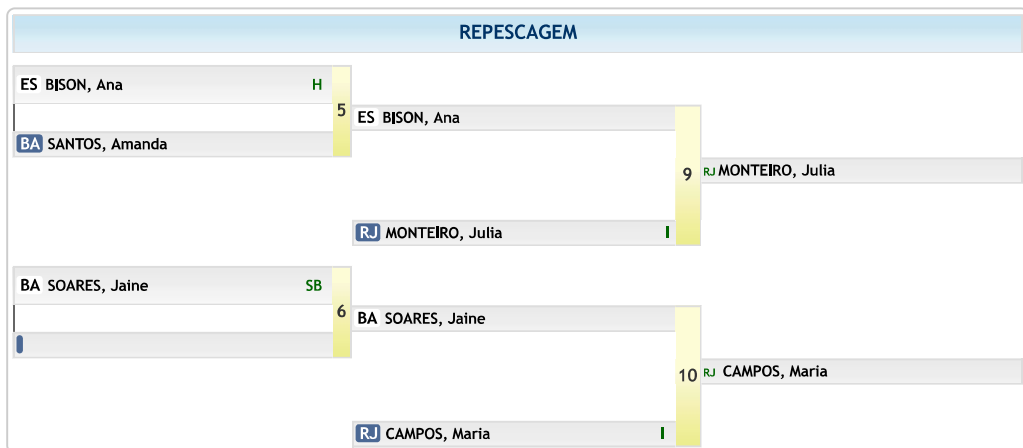 REPESCAGEM
ES BISON, Ana H
5
BA SANTOS, Amanda
ES BISON, Ana
9
RJ MONTEIRO, Julia
RJ MONTEIRO, Julia I
BA SOARES, Jaine SB
6
BA SOARES, Jaine
10
RJ CAMPOS, Maria
RJ CAMPOS, Maria I